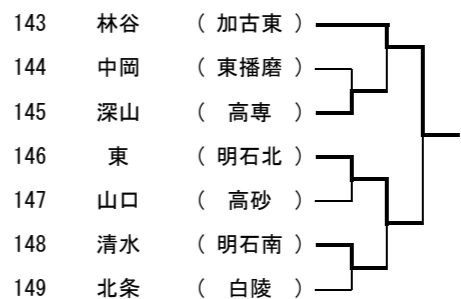 143 林谷 ( 加古東 )
144 中岡 ( 東播磨 )
145 深山 ( 高専 )
146 東 ( 明石北 )
147 山口 ( 高砂 )
148 清水 ( 明石南 )
149 北条 ( 白陵 )